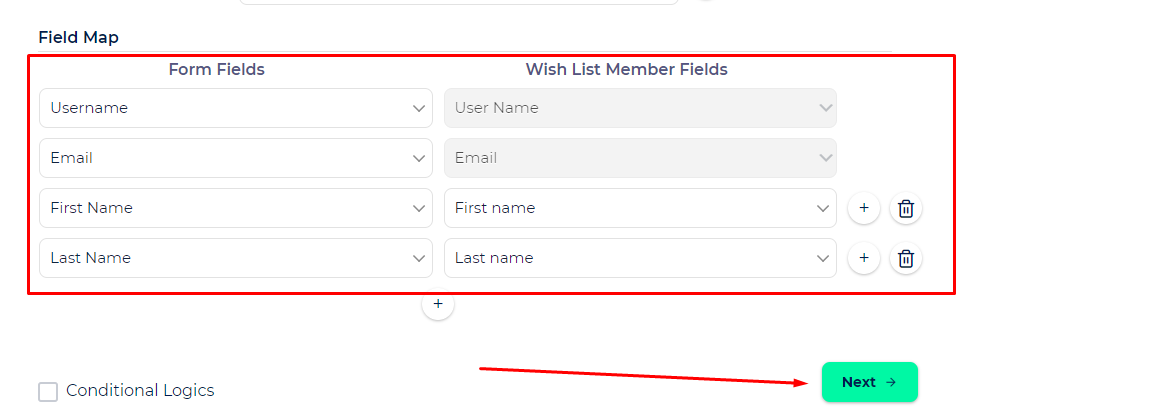 Field Map
Form Fields Wish List Member Fields
Username User Name
Email Email
First Name First name + 
Last Name Last name +
+
Conditional Logics Next →